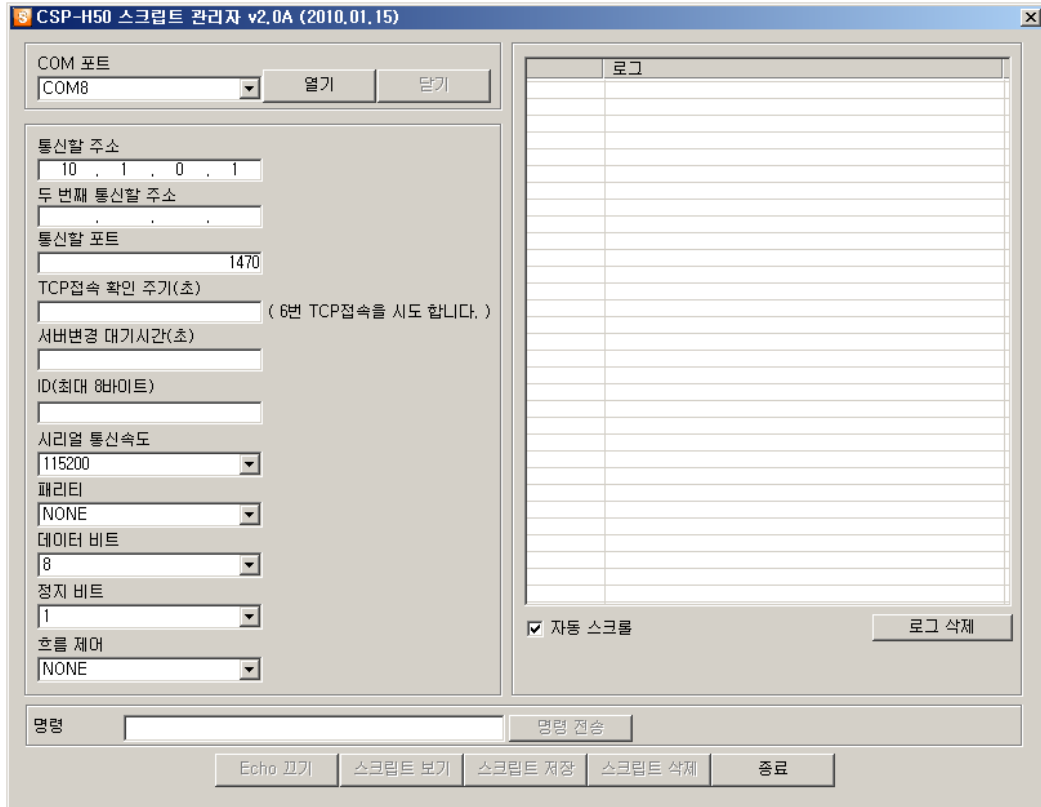 CSP-H50 스크립트 관리자 v2.0A (2010.01.15)
COM 포트
COM8
열기
닫기
통신할 주소
10 . 1 . 0 . 1
두 번째 통신할 주소
. . .
통신할 포트
1470
TCP접속 확인 주기(초)
( 6번 TCP접속을 시도 합니다. )
서버변경 대기시간(초)
ID(최대 8바이트)
시리얼 통신속도
115200
패리티
NONE
데이터 비트
8
정지 비트
1
흐름 제어
NONE
로그
자동 스크롤
로그 삭제
명령
명령 전송
Echo 끄기
스크립트 보기
스크립트 저장
스크립트 삭제
종료